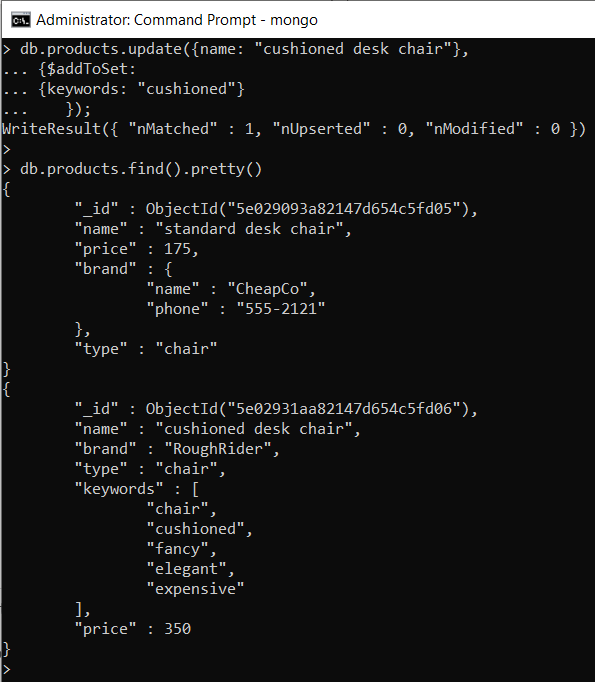 Administrator: Command Prompt - mongo
> db.products.update({name: "cushioned desk chair"},
... {$addToSet:
... {keywords: "cushioned"}
...    });
WriteResult({ "nMatched" : 1, "nUpserted" : 0, "nModified" : 0 })
>
> db.products.find().pretty()
{
        "_id" : ObjectId("5e029093a82147d654c5fd05"),
        "name" : "standard desk chair",
        "price" : 175,
        "brand" : {
                "name" : "CheapCo",
                "phone" : "555-2121"
        },
        "type" : "chair"
}
{
        "_id" : ObjectId("5e02931aa82147d654c5fd06"),
        "name" : "cushioned desk chair",
        "brand" : "RoughRider",
        "type" : "chair",
        "keywords" : [
                "chair",
                "cushioned",
                "fancy",
                "elegant",
                "expensive"
        ],
        "price" : 350
}
>